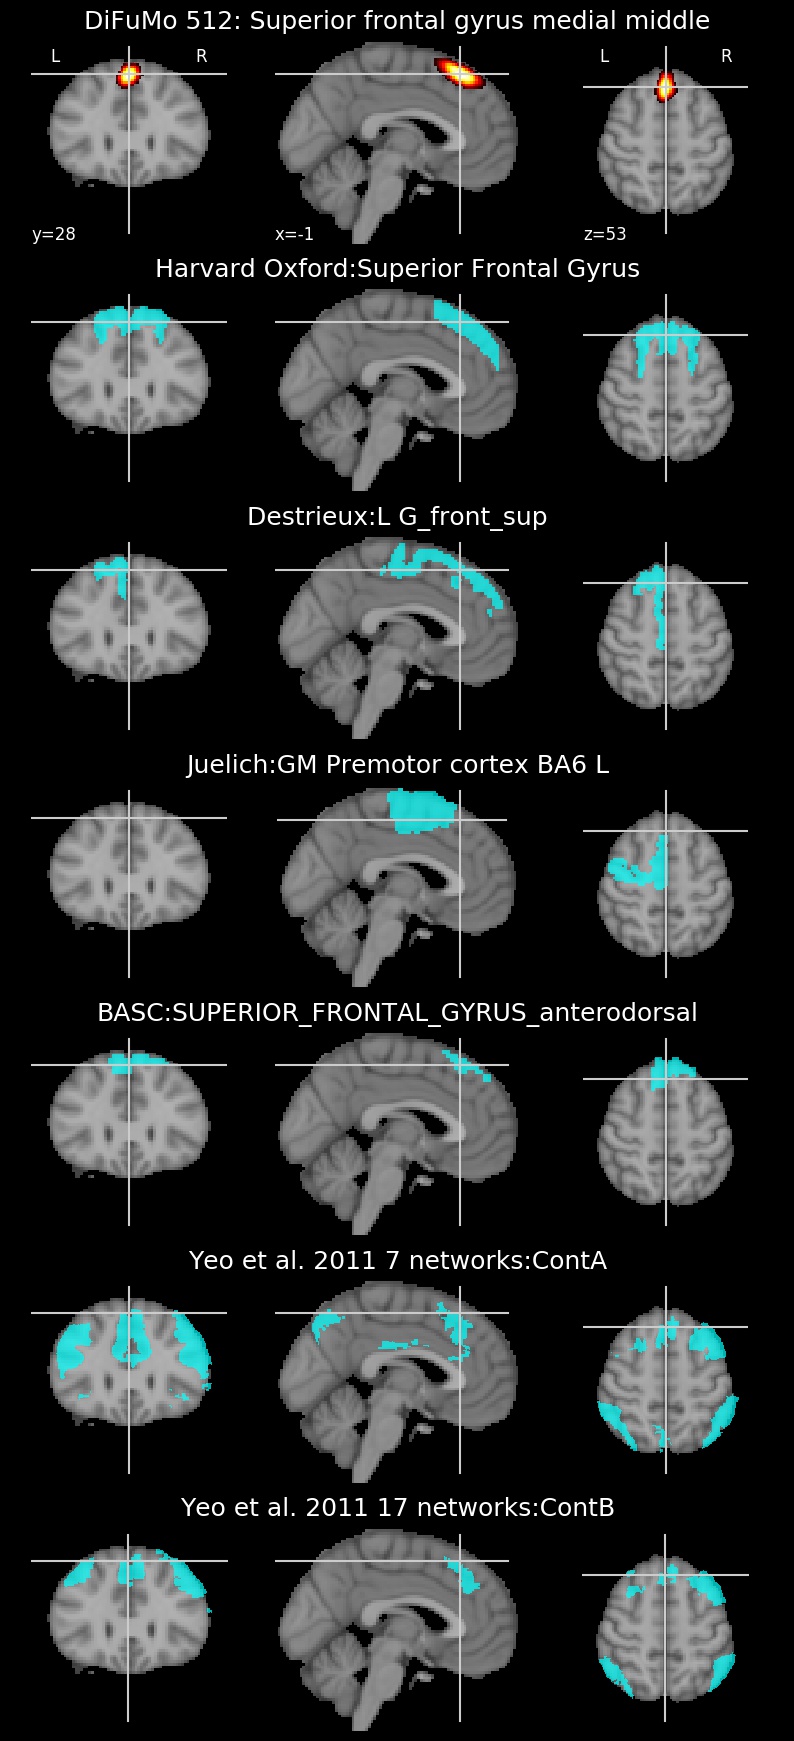 DiFuMo 512: Superior frontal gyrus medial middle
L R L R
y=28 x=-1 z=53
Harvard Oxford:Superior Frontal Gyrus
Destrieux:L G_front_sup
Juelich:GM Premotor cortex BA6 L
BASC:SUPERIOR_FRONTAL_GYRUS_anterodorsal
Yeo et al. 2011 7 networks:ContA
Yeo et al. 2011 17 networks:ContB